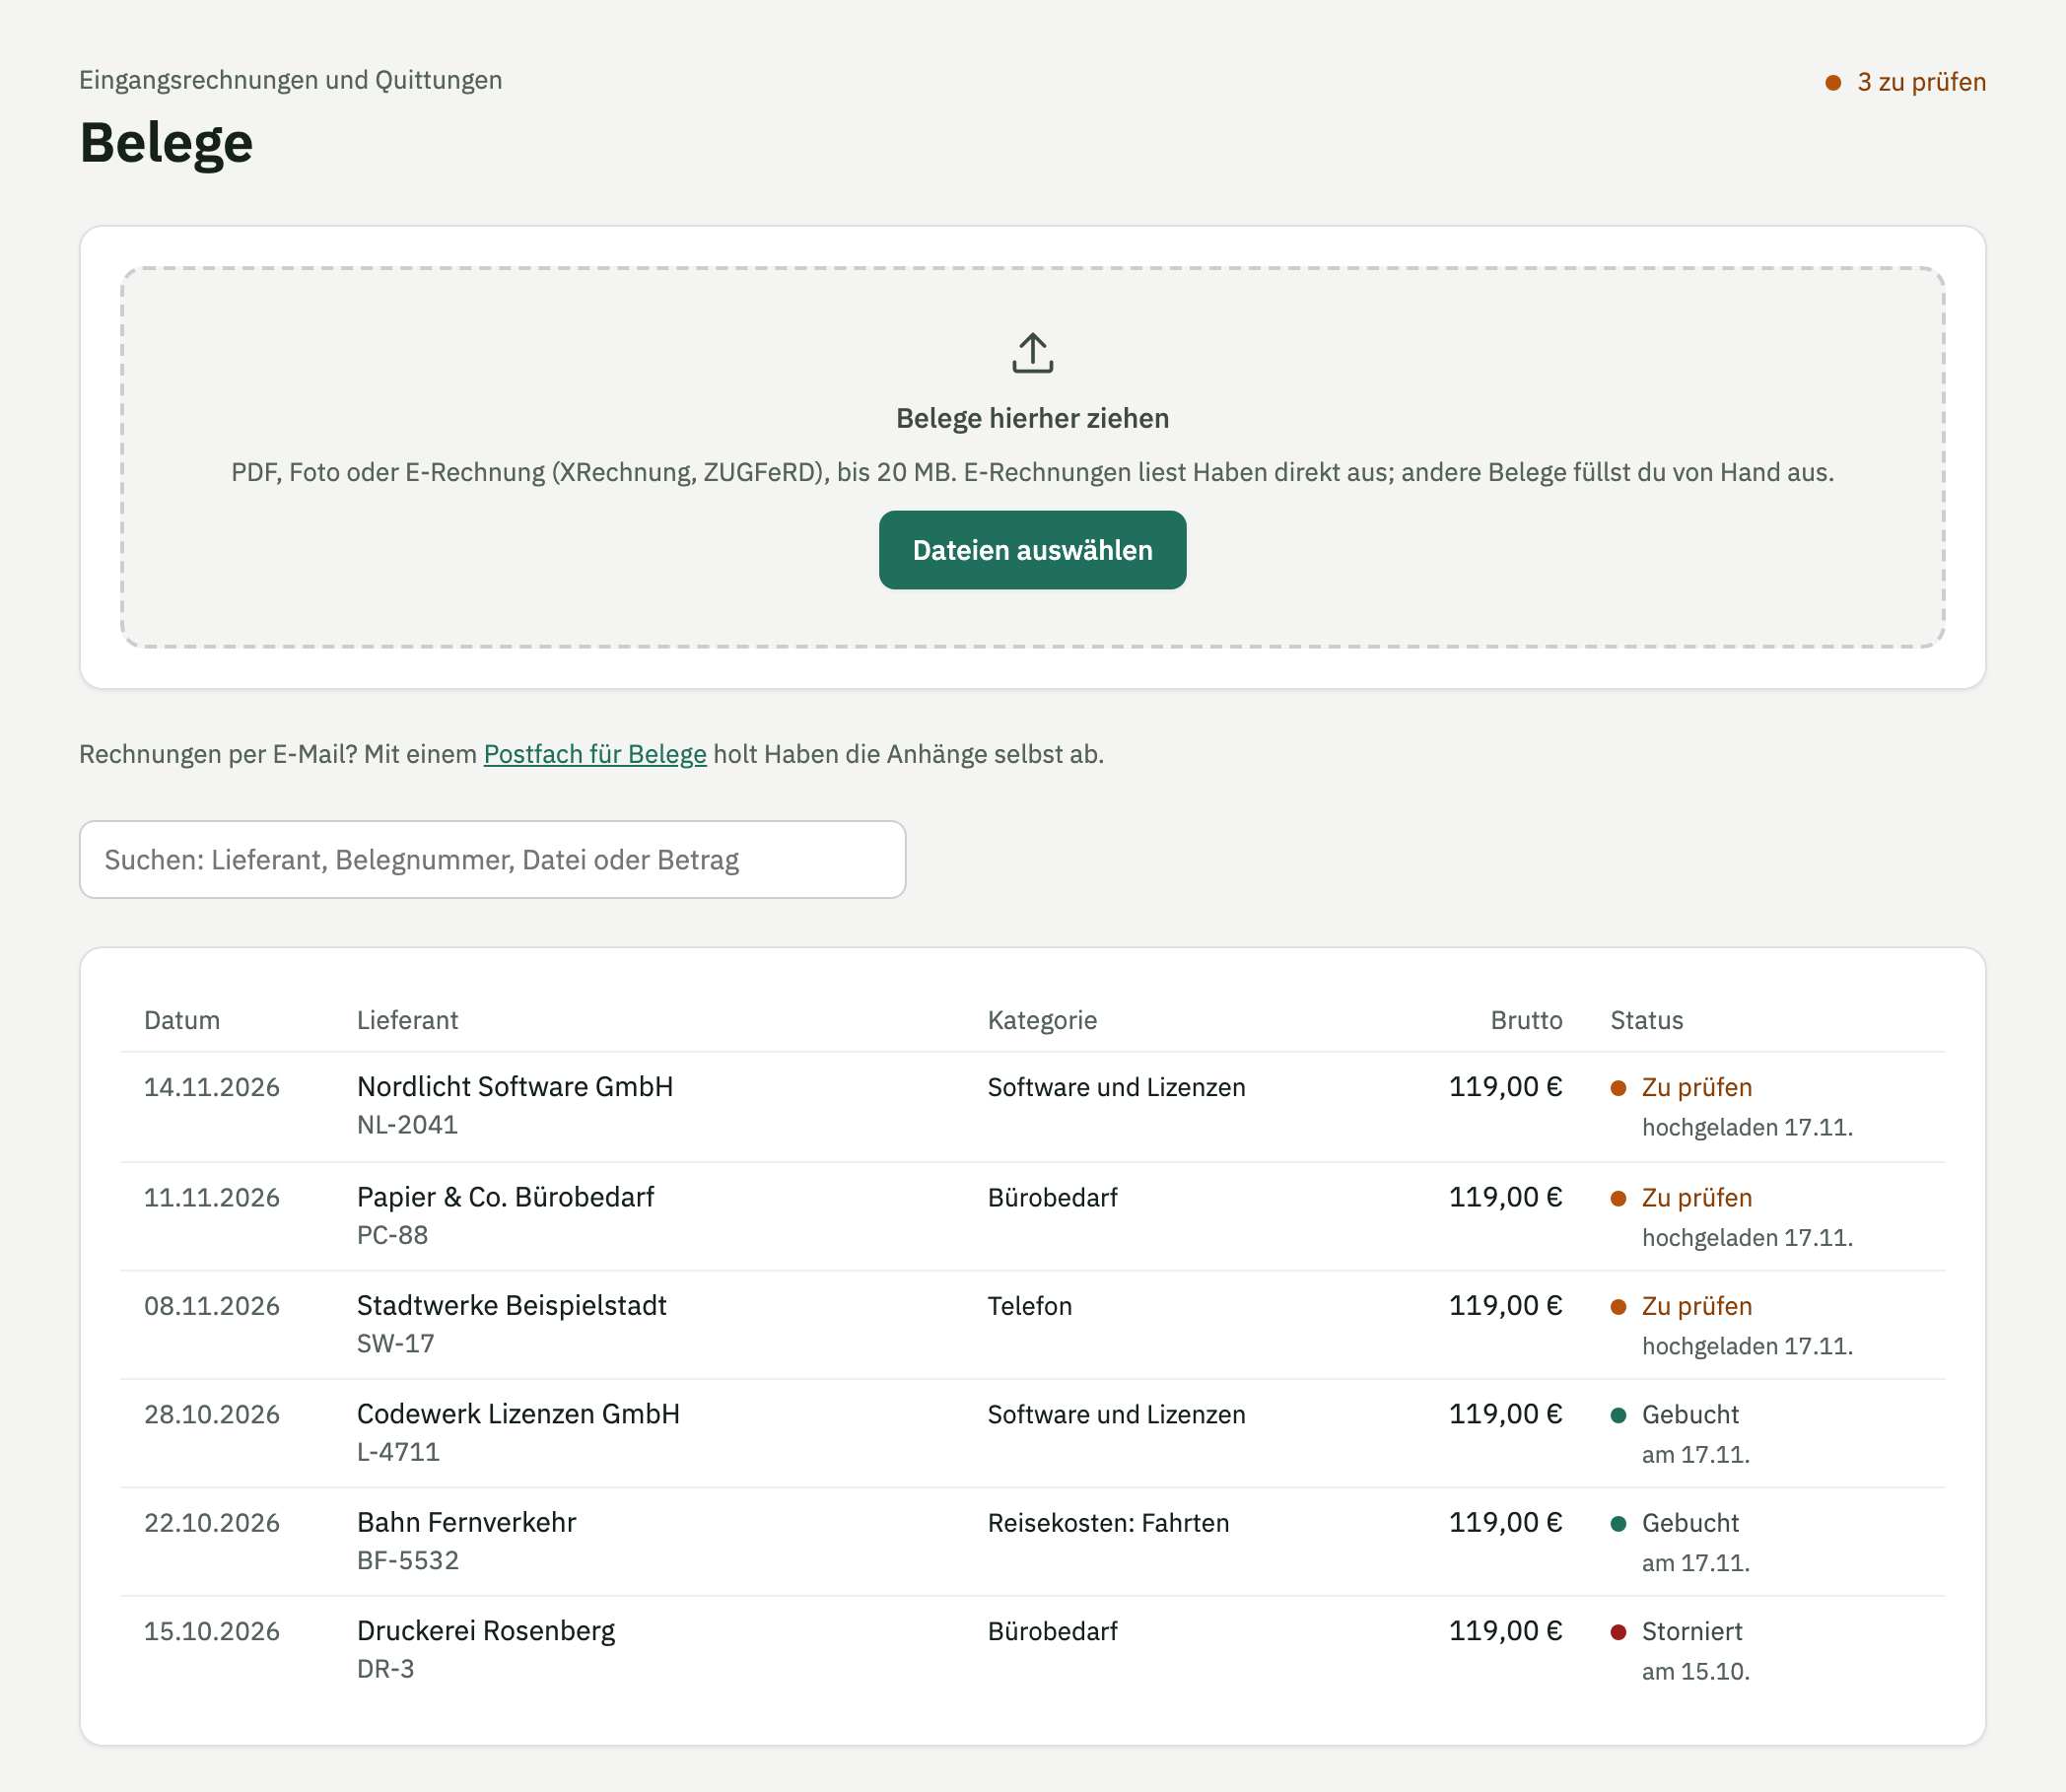 Eingangsrechnungen und Quittungen
3 zu prüfen
Belege
Belege hierher ziehen
PDF, Foto oder E-Rechnung (XRechnung, ZUGFeRD), bis 20 MB. E-Rechnungen liest Haben direkt aus; andere Belege füllst du von Hand aus.
Dateien auswählen
Rechnungen per E-Mail? Mit einem Postfach für Belege holt Haben die Anhänge selbst ab.
Suchen: Lieferant, Belegnummer, Datei oder Betrag
Datum Lieferant Kategorie Brutto Status
14.11.2026 Nordlicht Software GmbH Software und Lizenzen 119,00 € Zu prüfen
NL-2041 hochgeladen 17.11.
11.11.2026 Papier & Co. Bürobedarf Bürobedarf 119,00 € Zu prüfen
PC-88 hochgeladen 17.11.
08.11.2026 Stadtwerke Beispielstadt Telefon 119,00 € Zu prüfen
SW-17 hochgeladen 17.11.
28.10.2026 Codewerk Lizenzen GmbH Software und Lizenzen 119,00 € Gebucht
L-4711 am 17.11.
22.10.2026 Bahn Fernverkehr Reisekosten: Fahrten 119,00 € Gebucht
BF-5532 am 17.11.
15.10.2026 Druckerei Rosenberg Bürobedarf 119,00 € Storniert
DR-3 am 15.10.